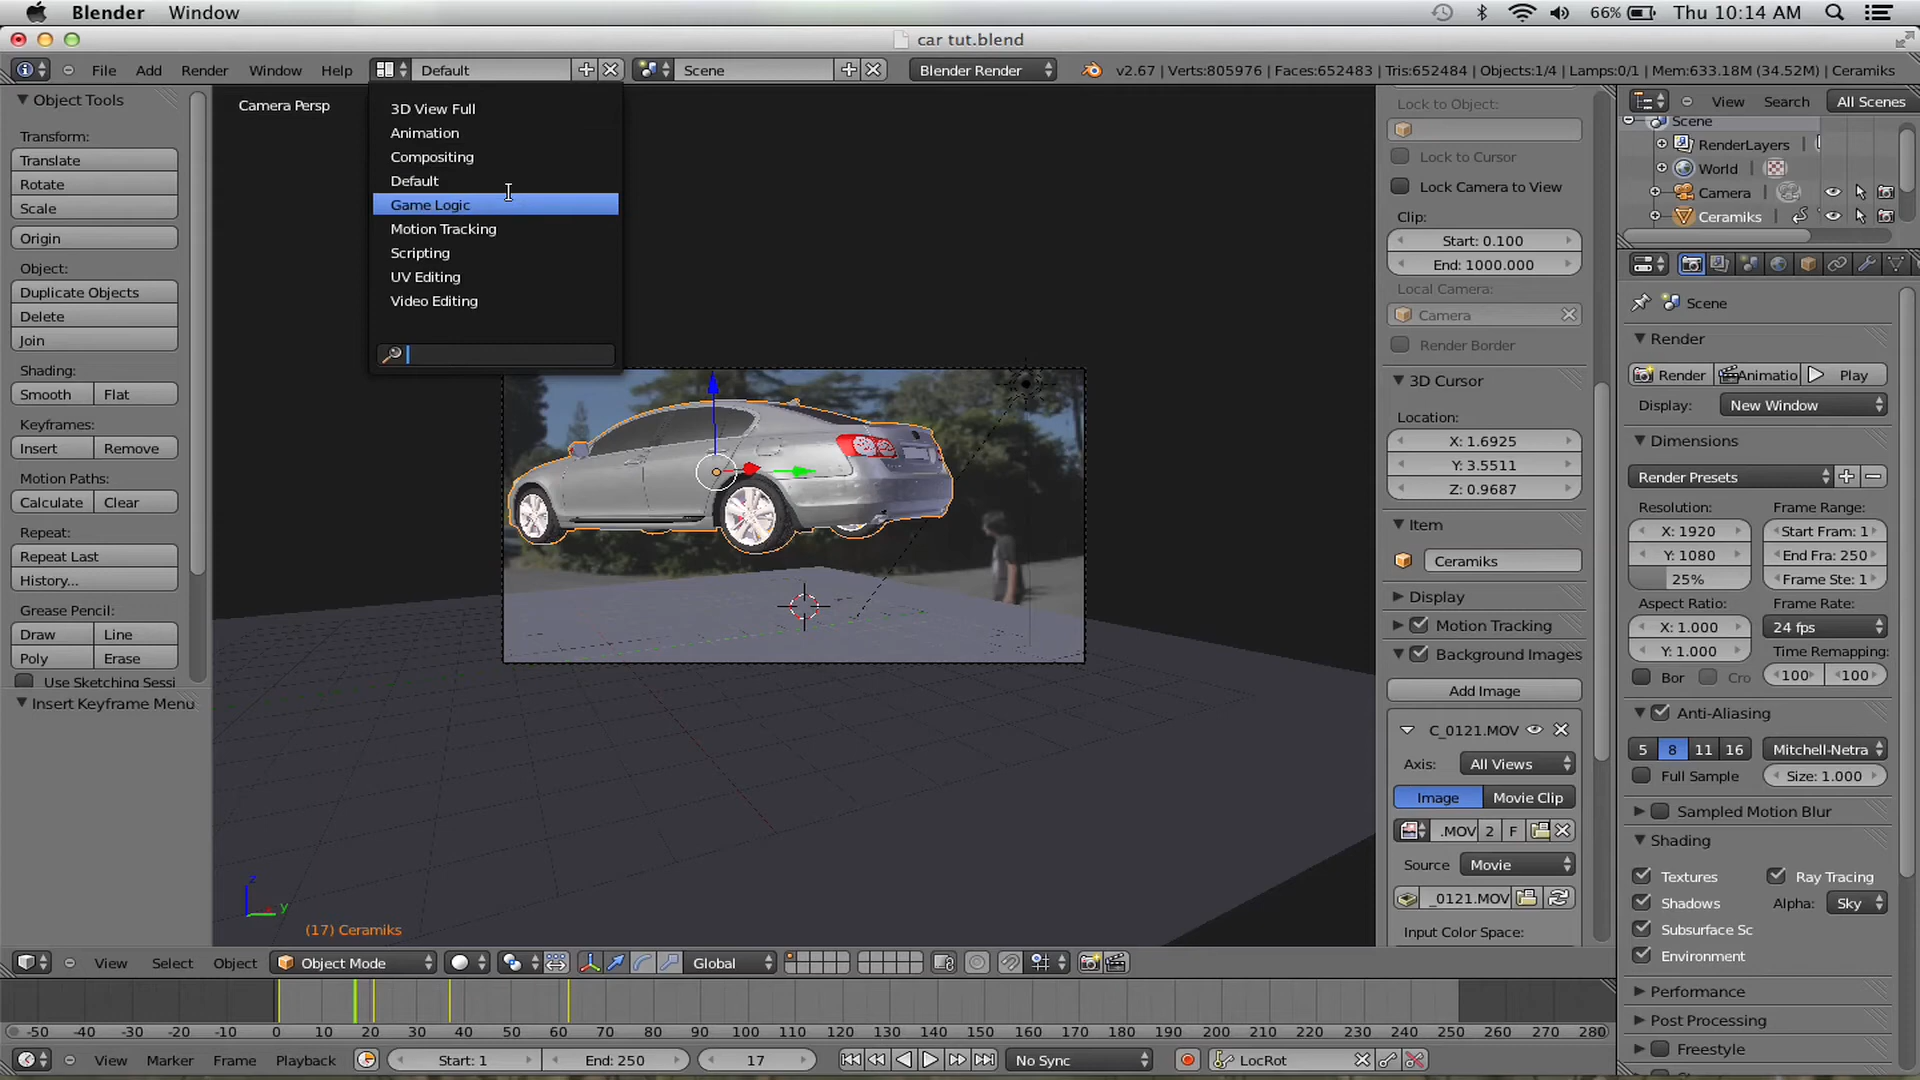 Blender Window 66% Thu 10:14 AM
car tut.blend
File Add Render Window Help Default Scene Blender Render v2.67 | Verts:805976 | Faces:652483 | Tris:652484 | Objects:1/4 | Lamps:0/1 | Mem:633.18M (34.52M) | Ceramiks
Object Tools
Transform:
Translate
Rotate
Scale
Origin
Object:
Duplicate Objects
Delete
Join
Shading:
Smooth Flat
Keyframes:
Insert Remove
Motion Paths:
Calculate Clear
Repeat:
Repeat Last
History...
Grease Pencil:
Draw Line
Poly Erase
Use Sketching Sessi
Insert Keyframe Menu
Camera Persp
3D View Full
Animation
Compositing
Default
Game Logic
Motion Tracking
Scripting
UV Editing
Video Editing
z
y
(17) Ceramiks
Lock to Object:
Lock to Cursor
Lock Camera to View
Clip:
Start: 0.100
End: 1000.000
Local Camera:
Camera
Render Border
3D Cursor
Location:
X: 1.6925
Y: 3.5511
Z: 0.9687
Item
Ceramiks
Display
Motion Tracking
Background Images
Add Image
C_0121.MOV
Axis: All Views
Image Movie Clip
.MOV 2 F
Source Movie
_0121.MOV
Input Color Space:
View Search All Scenes
Scene
RenderLayers
World
Camera
Ceramiks
Scene
Render
Render Animatio Play
Display: New Window
Dimensions
Render Presets
Resolution: Frame Range:
X: 1920 Start Fram: 1
Y: 1080 End Fra: 250
25% Frame Ste: 1
Aspect Ratio: Frame Rate:
X: 1.000 24 fps
Y: 1.000 Time Remapping:
Bor Cro 100 100
Anti-Aliasing
5 8 11 16 Mitchell-Netra
Full Sample Size: 1.000
Sampled Motion Blur
Shading
Textures Ray Tracing
Shadows Alpha: Sky
Subsurface Sc
Environment
Performance
Post Processing
Freestyle
View Select Object Object Mode Global
-50 -40 -30 -20 -10 0 10 20 30 40 50 60 70 80 90 100 110 120 130 140 150 160 170 180 190 200 210 220 230 240 250 260 270 280
View Marker Frame Playback Start: 1 End: 250 17 No Sync LocRot